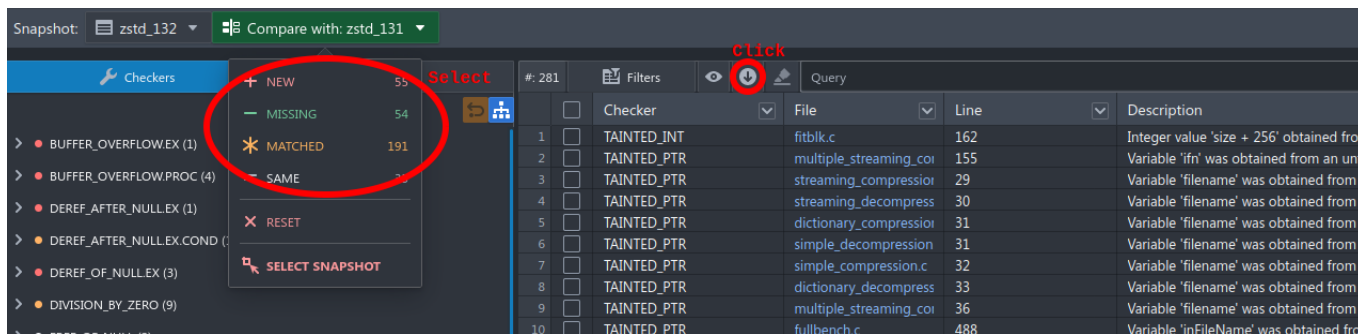 Snapshot: zstd_132 Compare with: zstd_131
Click
Checkers
NEW 55
Select
#: 281 Filters Query
MISSING 54
Checker File Line Description
MATCHED 191
SAME
RESET
SELECT SNAPSHOT
BUFFER_OVERFLOW.EX (1)
BUFFER_OVERFLOW.PROC (4)
DEREF_AFTER_NULL.EX (1)
DEREF_AFTER_NULL.EX.COND (
DEREF_OF_NULL.EX (3)
DIVISION_BY_ZERO (9)
1 TAINTED_INT fitblk.c 162 Integer value 'size + 256' obtained fro
2 TAINTED_PTR multiple_streaming_co 155 Variable 'ifn' was obtained from an un
3 TAINTED_PTR streaming_compression 29 Variable 'filename' was obtained from
4 TAINTED_PTR streaming_decompress 30 Variable 'filename' was obtained from
5 TAINTED_PTR dictionary_compression 31 Variable 'filename' was obtained from
6 TAINTED_PTR simple_decompression 31 Variable 'filename' was obtained from
7 TAINTED_PTR simple_compression.c 32 Variable 'filename' was obtained from
8 TAINTED_PTR dictionary_decompress 33 Variable 'filename' was obtained from
9 TAINTED_PTR multiple_streaming_co 36 Variable 'filename' was obtained from
10 TAINTED_PTR fullbench.c 488 Variable 'inFileName' was obtained fro